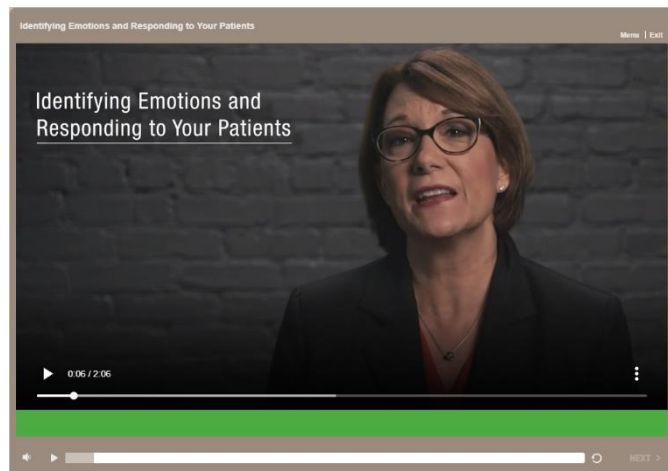 Identifying Emotions and Responding to Your Patients
Menu | Exit
Identifying Emotions and
Responding to Your Patients
0:06 / 2:06
NEXT >